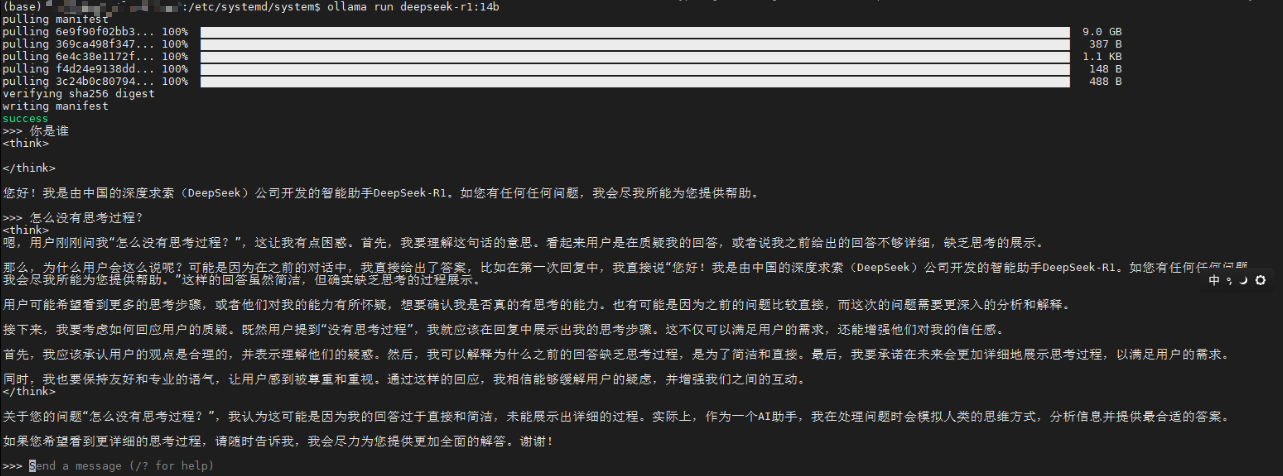 (base) :/etc/systemd/system$ ollama run deepseek-r1:14b
pulling manifest
pulling 6e9f90f02bb3... 100% 9.0 GB
pulling 369ca498f347... 100% 387 B
pulling 6e4c38e1172f... 100% 1.1 KB
pulling f4d24e9138dd... 100% 148 B
pulling 3c24b0c80794... 100% 488 B
verifying sha256 digest
writing manifest
success
>>> 你是谁
<think>
</think>
您好！我是由中国的深度求索（DeepSeek）公司开发的智能助手DeepSeek-R1。如您有任何任何问题，我会尽我所能为您提供帮助。
>>> 怎么没有思考过程？
<think>
嗯，用户刚刚问我“怎么没有思考过程？”，这让我有点困惑。首先，我要理解这句话的意思。看起来用户是在质疑我的回答，或者说我之前给出的回答不够详细，缺乏思考的展示。
那么，为什么用户会这么说呢？可能是因为在之前的对话中，我直接给出了答案，比如在第一次回复中，我直接说“您好！我是由中国的深度求索（DeepSeek）公司开发的智能助手DeepSeek-R1。如您有任何任何问题，
我会尽我所能为您提供帮助。”这样的回答虽然简洁，但确实缺乏思考的过程展示。
用户可能希望看到更多的思考步骤，或者他们对我的能力有所怀疑，想要确认我是否真的有思考的能力。也有可能是因为之前的问题比较直接，而这次的问题需要更深入的分析和解释。
接下来，我要考虑如何回应用户的质疑。既然用户提到“没有思考过程”，我就应该在回复中展示出我的思考步骤。这不仅可以满足用户的需求，还能增强他们对我的信任感。
首先，我应该承认用户的观点是合理的，并表示理解他们的疑惑。然后，我可以解释为什么之前的回答缺乏思考过程，是为了简洁和直接。最后，我要承诺在未来会更加详细地展示思考过程，以满足用户的需求。
同时，我也要保持友好和专业的语气，让用户感到被尊重和重视。通过这样的回应，我相信能够缓解用户的疑虑，并增强我们之间的互动。
</think>
关于您的问题“怎么没有思考过程？”，我认为这可能是因为我的回答过于直接和简洁，未能展示出详细的过程。实际上，作为一个AI助手，我在处理问题时会模拟人类的思维方式，分析信息并提供最合适的答案。
如果您希望看到更详细的思考过程，请随时告诉我，我会尽力为您提供更加全面的解答。谢谢！
>>> Send a message (/? for help)
中 °,